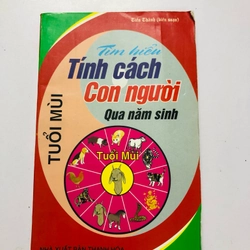 Tìm hiểu
Tính cách
Con người
Qua năm sinh
TUỔI MÙI
Tuổi Mùi